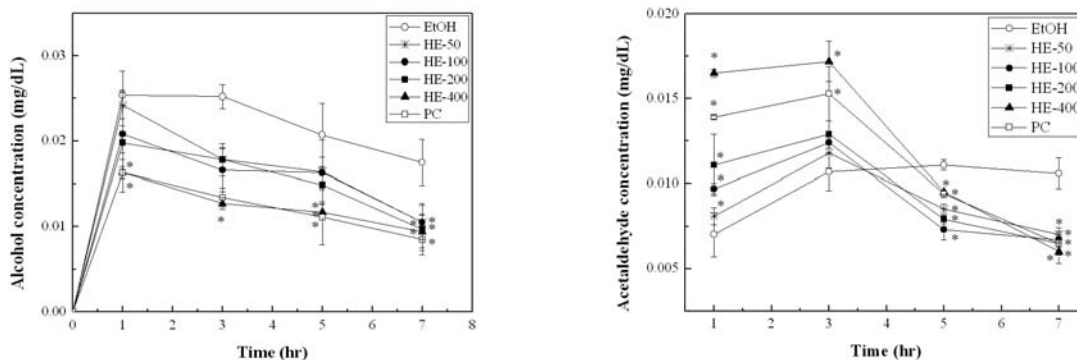 Alcohol concentration (mg/dL)
0.03
0.02
0.01
0.00
0 1 2 3 4 5 6 7 8
Time (hr)
EtOH
HE-50
HE-100
HE-200
HE-400
PC
* * * * * * * * * *
Acetaldehyde concentration (mg/dL)
0.020
0.015
0.010
0.005
1 2 3 4 5 6 7
Time (hr)
EtOH
HE-50
HE-100
HE-200
HE-400
PC
* * * * * * * * * * * * * * * *